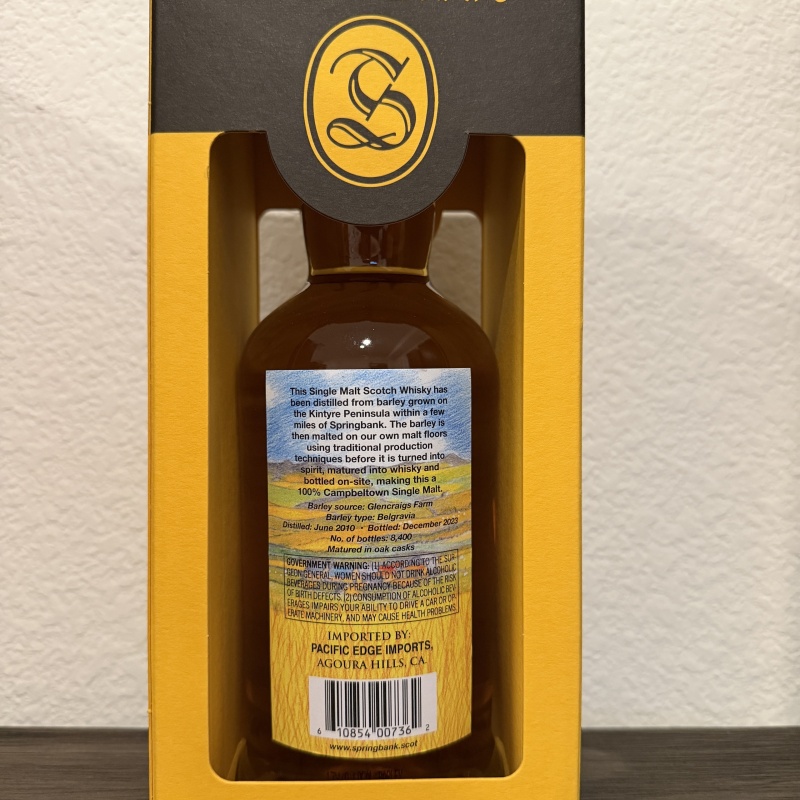 S
This Single Malt Scotch Whisky has
been distilled from barley grown on
the Kintyre Peninsula within a few
miles of Springbank. The barley is
then malted on our own malt floors
using traditional production
techniques before it is turned into
spirit, matured into whisky and
bottled on-site, making this a
100% Campbeltown Single Malt.
Barley source: Glencraigs Farm
Barley type: Belgravia
Distilled: June 2010 • Bottled: December 2023
No. of bottles: 8,400
Matured in oak casks
GOVERNMENT WARNING: (1) ACCORDING TO THE SUR-
GEON GENERAL, WOMEN SHOULD NOT DRINK ALCOHOLIC
BEVERAGES DURING PREGNANCY BECAUSE OF THE RISK
OF BIRTH DEFECTS. (2) CONSUMPTION OF ALCOHOLIC BEV-
ERAGES IMPAIRS YOUR ABILITY TO DRIVE A CAR OR OP-
ERATE MACHINERY, AND MAY CAUSE HEALTH PROBLEMS.
IMPORTED BY:
PACIFIC EDGE IMPORTS,
AGOURA HILLS, CA.
6 10854 00736 2
www.springbank.scot